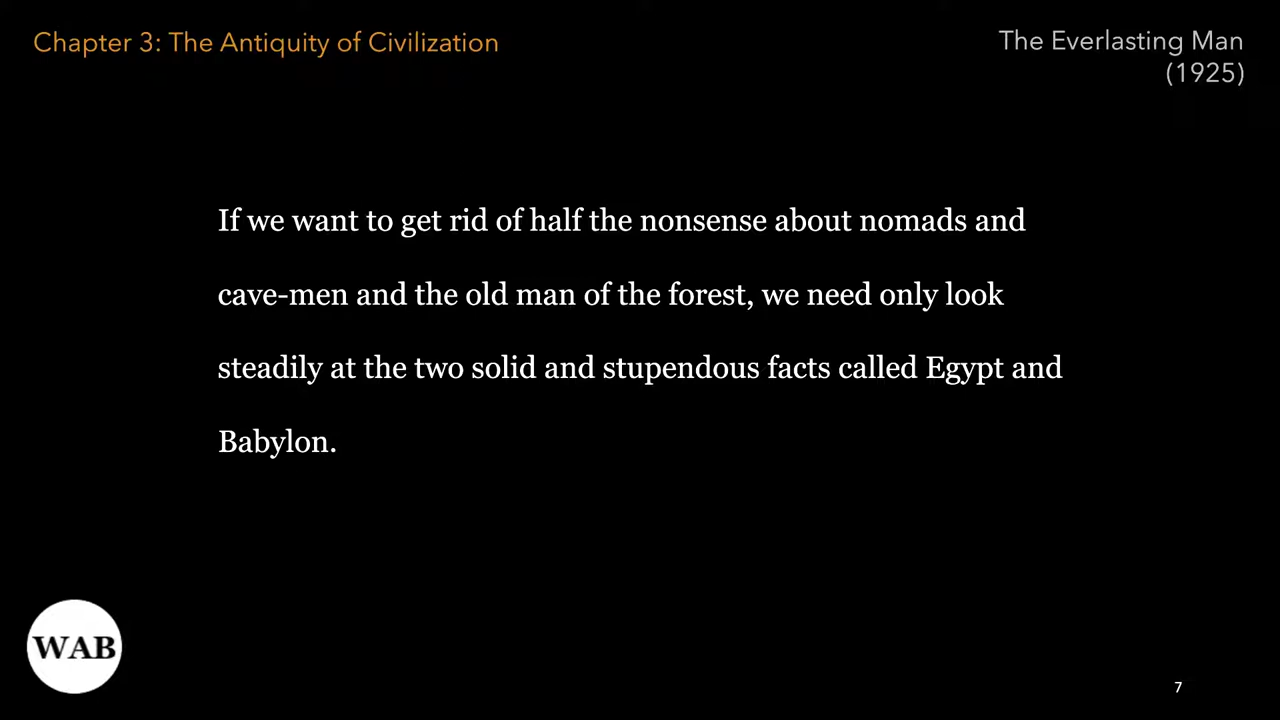 Chapter 3: The Antiquity of Civilization
The Everlasting Man
(1925)
If we want to get rid of half the nonsense about nomads and
cave-men and the old man of the forest, we need only look
steadily at the two solid and stupendous facts called Egypt and
Babylon.
WAB
7